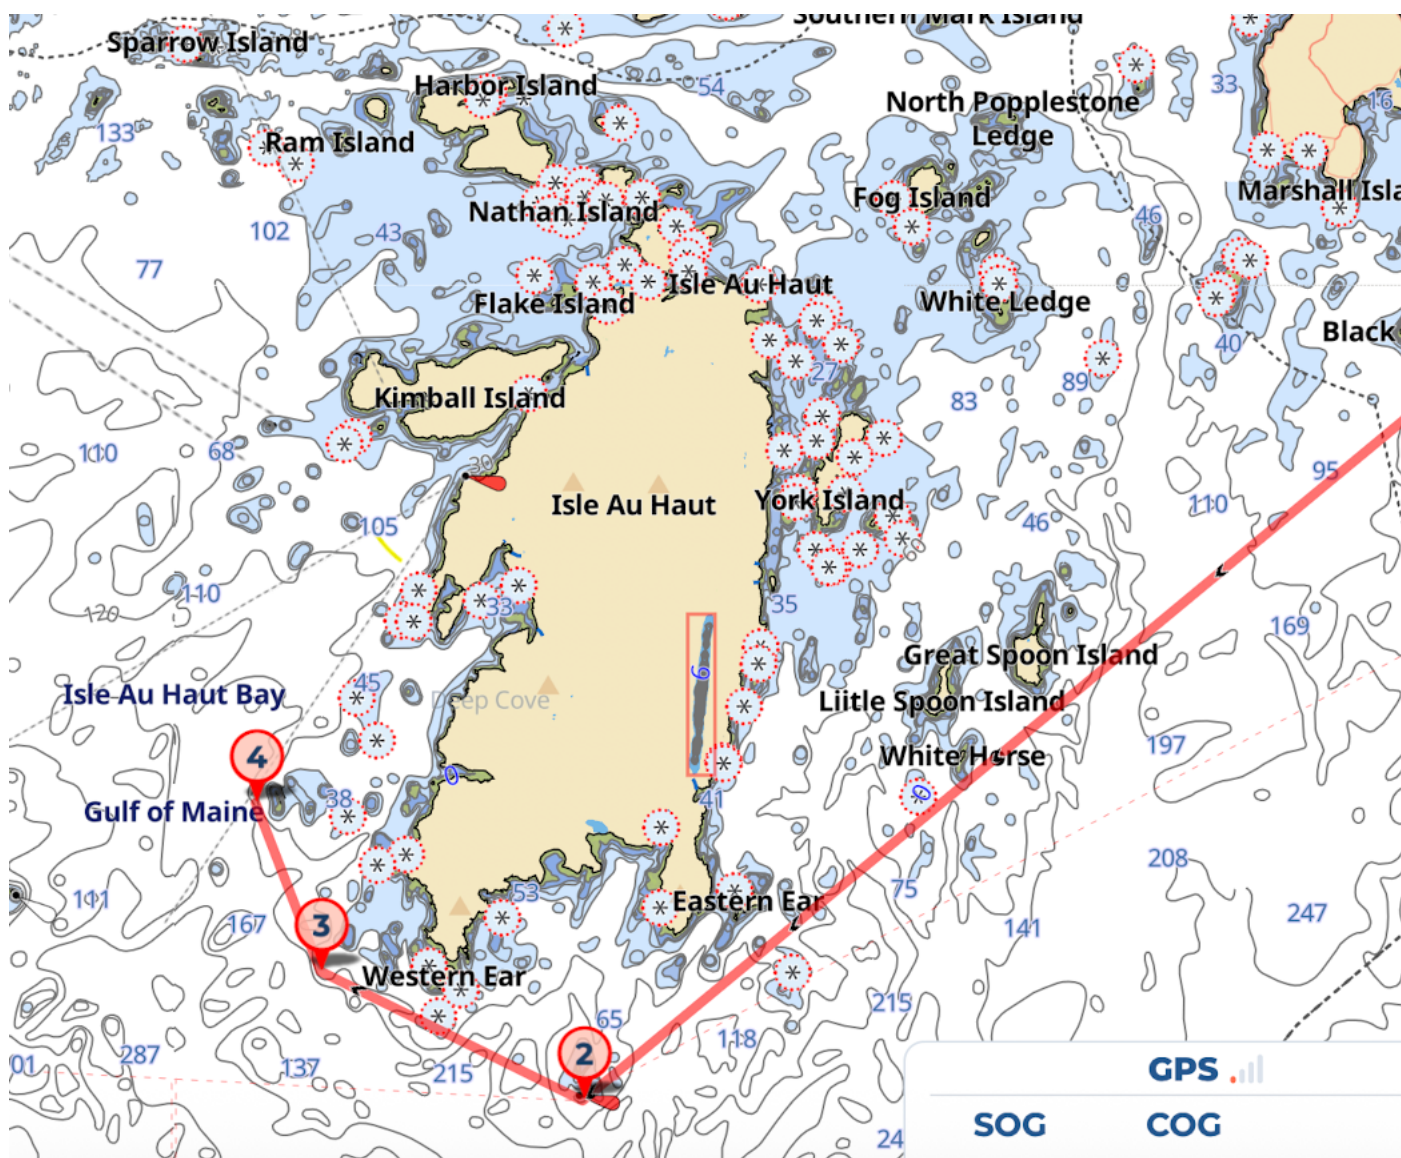 Southern Mark Island
Sparrow Island
Harbor Island
54
33
16
North Popplestone
Ledge
133
Ram Island
Marshall Isla
Fog Island
Nathan Island
46
102
43
77
Isle Au Haut
Flake Island
White Ledge
Black
40
27
89
Kimball Island
83
110
68
30
95
Isle Au Haut
York Island
110
105
46
110
120
33
35
169
Great Spoon Island
6
45
Isle Au Haut Bay
Deep Cove
Liitle Spoon Island
197
4
White Horse
0
0
38
41
Gulf of Maine
208
111
53
75
Eastern Ear
247
3
167
141
Western Ear
215
65
118
2
01
287
137
215
GPS
24
SOG
COG